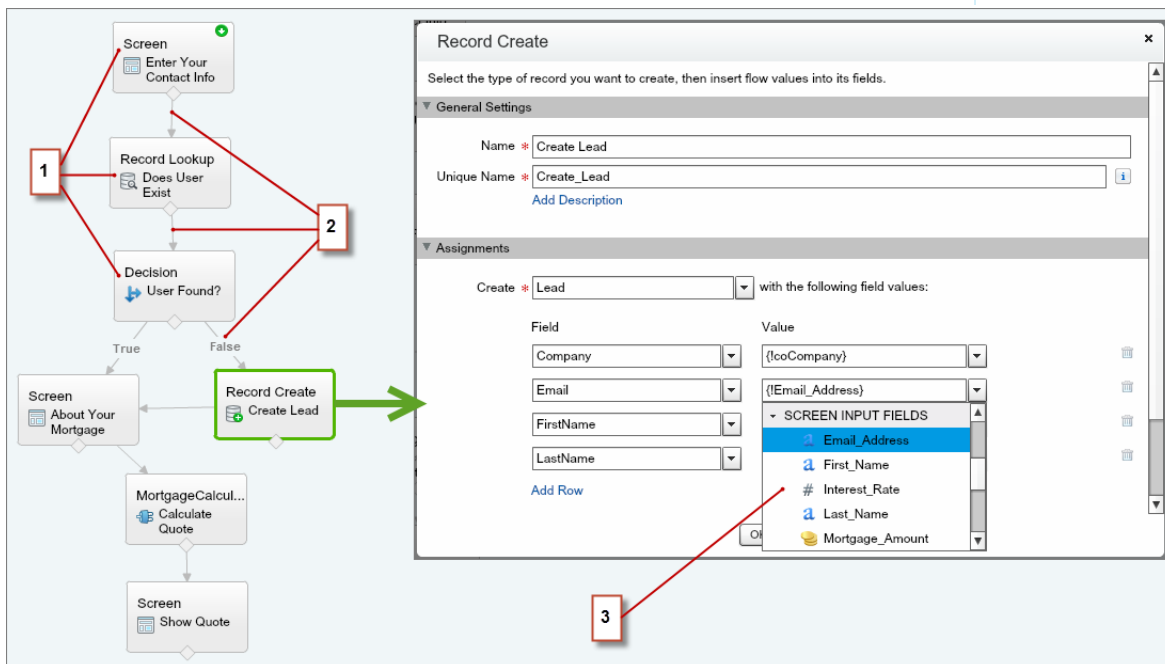 Screen
Enter Your
Contact Info
Record Lookup
Does User
Exist
1
2
Decision
User Found?
True
False
Screen
About Your
Mortgage
Record Create
Create Lead
MortgageCalcul...
Calculate
Quote
Screen
Show Quote
Record Create
×
Select the type of record you want to create, then insert flow values into its fields.
General Settings
Name * Create Lead
Unique Name * Create_Lead
i
Add Description
Assignments
Create * Lead with the following field values:
Field Value
Company {!coCompany}
Email {!Email_Address}
FirstName
LastName
Add Row
- SCREEN INPUT FIELDS
a Email_Address
a First_Name
# Interest_Rate
a Last_Name
Mortgage_Amount
3